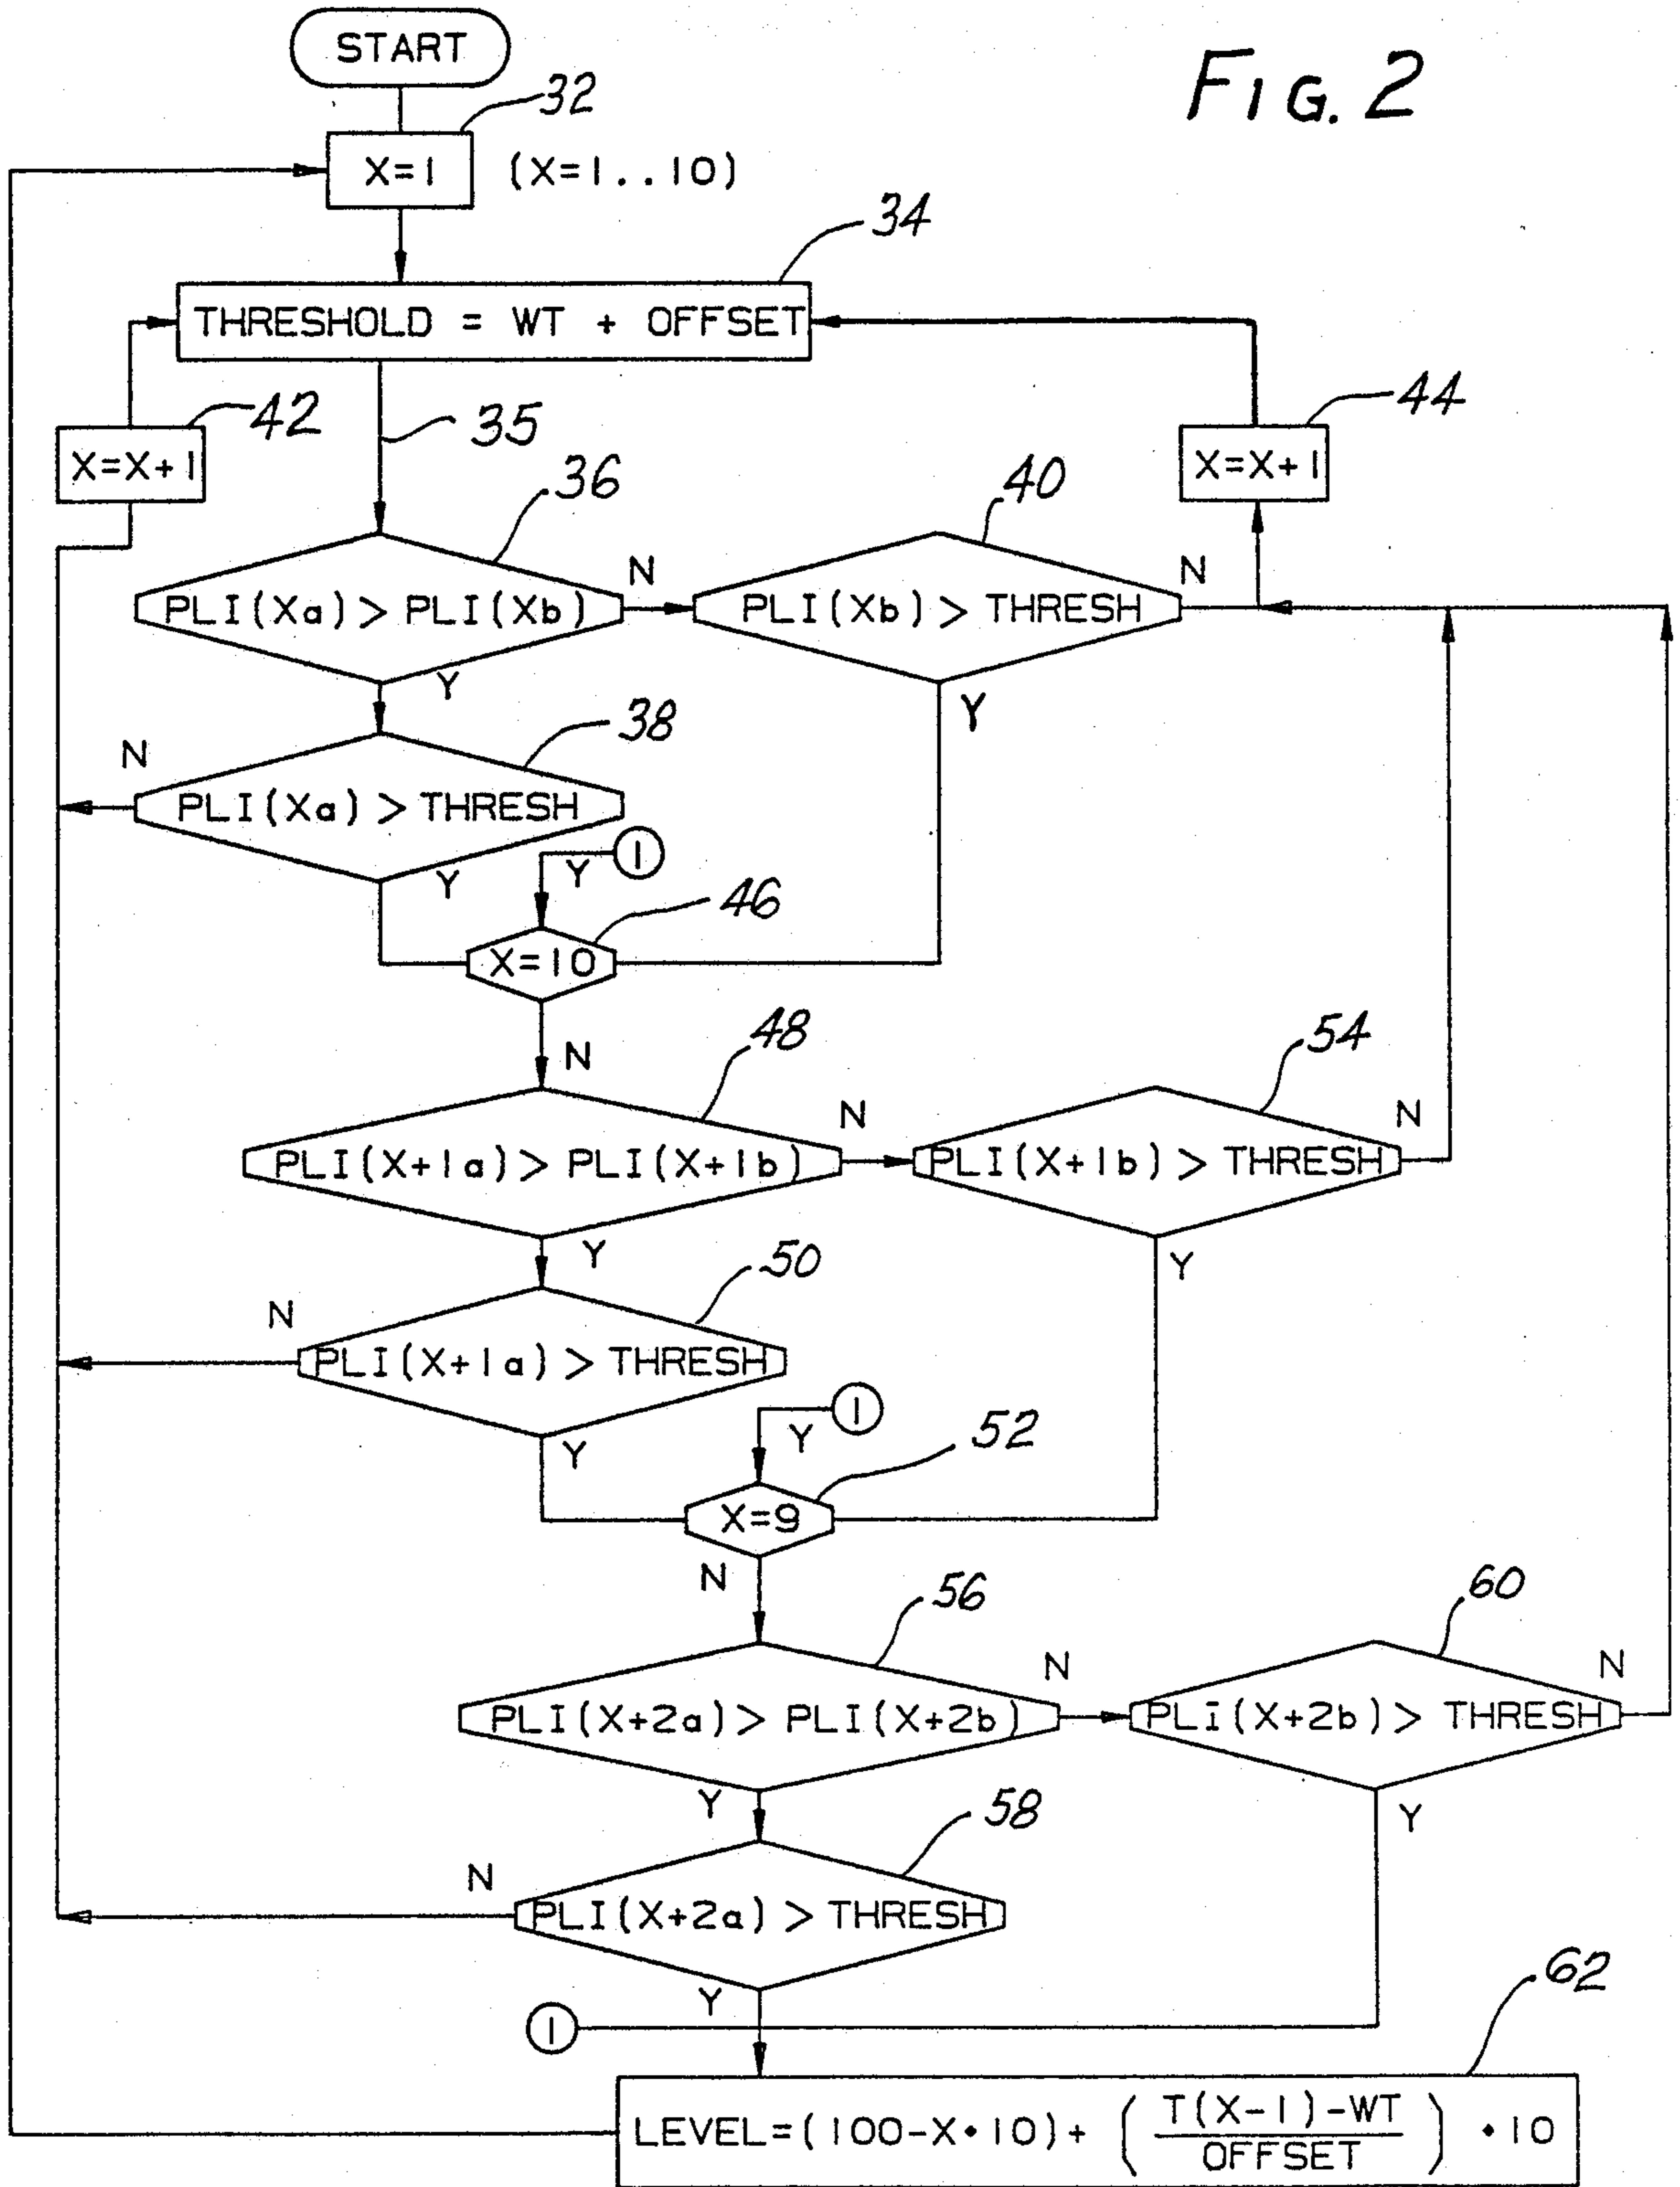 START
FIG. 2
32
X=1 (X=1..10)
34
THRESHOLD = WT + OFFSET
42
35
44
X=X+1
X=X+1
36
40
PLI(Xa) > PLI(Xb)
N
PLI(Xb) > THRESH
N
Y
Y
38
N
PLI(Xa) > THRESH
1
Y
Y
46
X=10
48
54
N
PLI(X+1a) > PLI(X+1b)
N
PLI(X+1b) > THRESH
N
Y
Y
50
N
PLI(X+1a) > THRESH
1
Y
Y
52
X=9
N
56
60
PLI(X+2a) > PLI(X+2b)
N
PLI(X+2b) > THRESH
N
Y
Y
58
N
PLI(X+2a) > THRESH
Y
1
62
LEVEL=(100-X•10)+ (T(X-1)-WT / OFFSET) •10